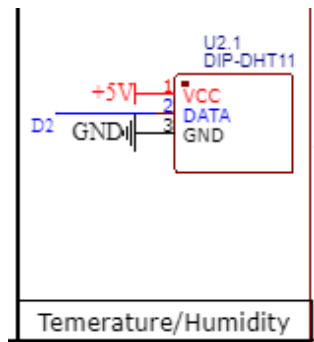 U2.1
DIP-DHT11
+5V 1 VCC
D2 2 DATA
GND 3 GND
Temerature/Humidity